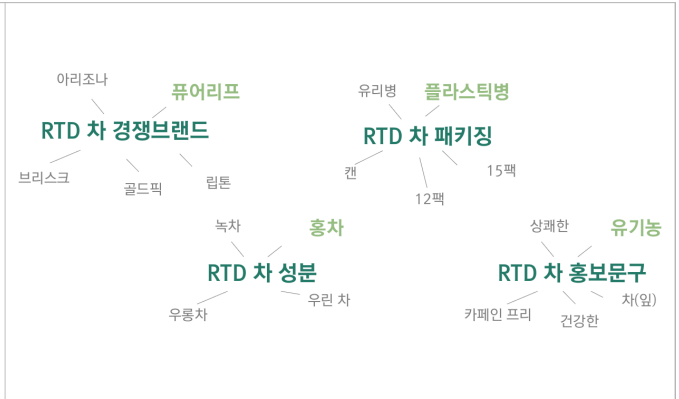 아리조나
퓨어리프
RTD 차 경쟁브랜드
브리스크
골드픽
립톤
유리병
플라스틱병
RTD 차 패키징
캔
12팩
15팩
녹차
홍차
RTD 차 성분
우롱차
우린 차
상쾌한
유기농
RTD 차 홍보문구
카페인 프리
건강한
차(잎)